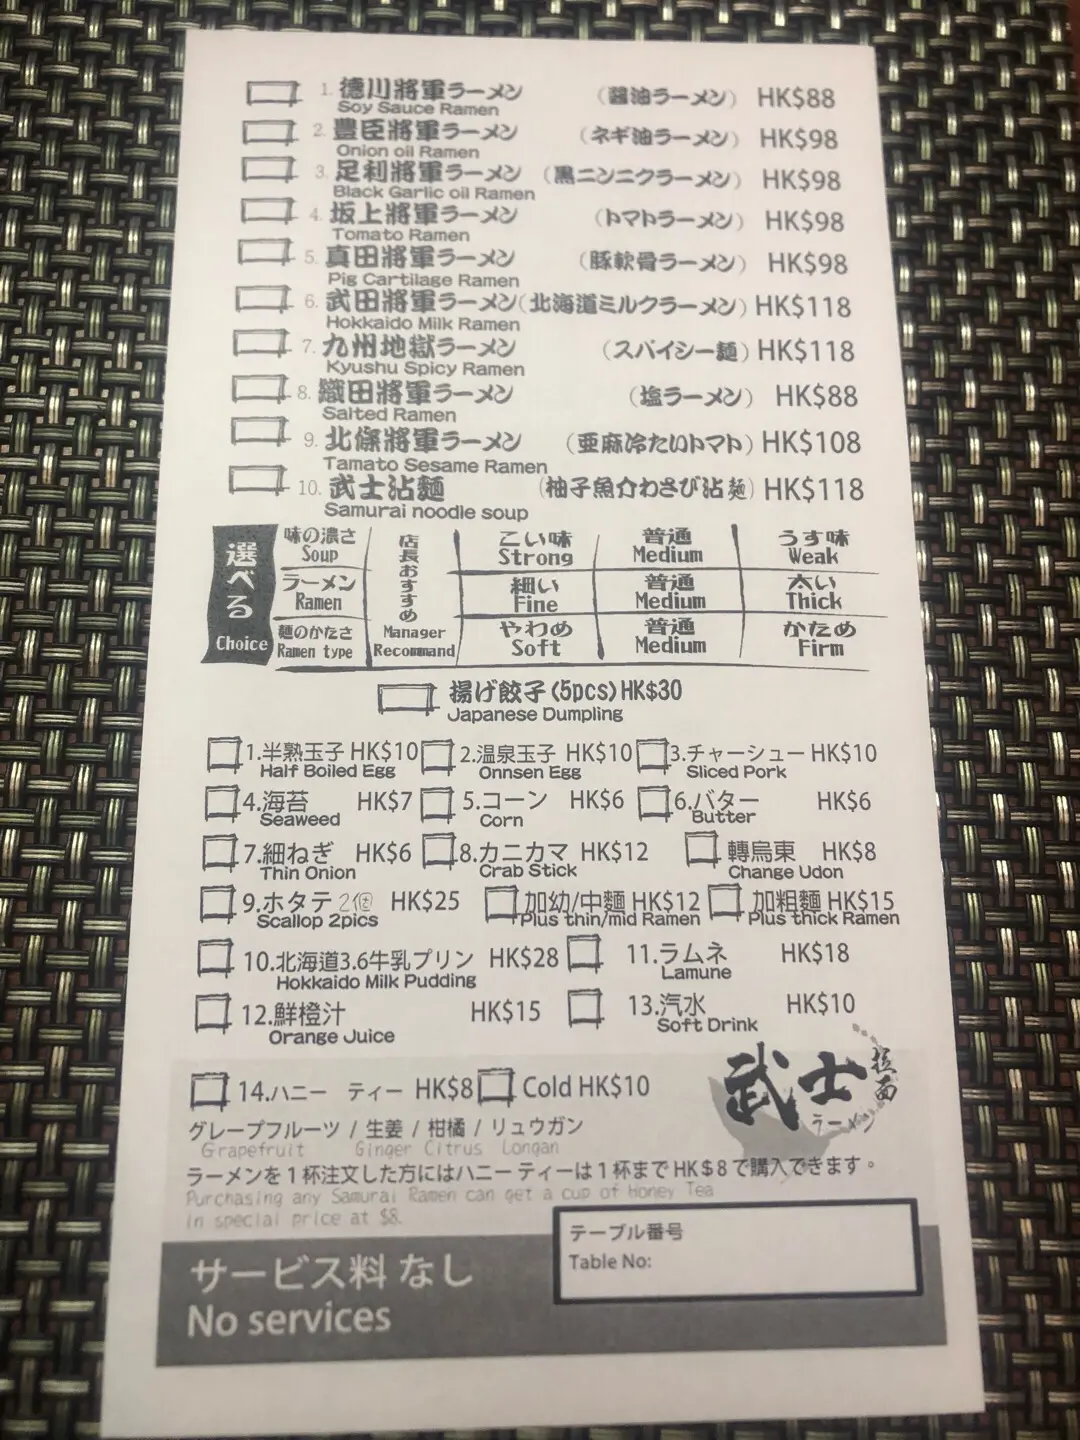 1. 徳川將軍ラーメン (醤油ラーメン) HK$88
Soy Sauce Ramen
2. 豊臣將軍ラーメン (ネギ油ラーメン) HK$98
Onion oil Ramen
3. 足利將軍ラーメン (黒ニンニクラーメン) HK$98
Black Garlic oil Ramen
4. 坂上將軍ラーメン (トマトラーメン) HK$98
Tomato Ramen
5. 真田將軍ラーメン (豚軟骨ラーメン) HK$98
Pig Cartilage Ramen
6. 武田將軍ラーメン (北海道ミルクラーメン) HK$118
Hokkaido Milk Ramen
7. 九州地獄ラーメン (スパイシー麺) HK$118
Kyushu Spicy Ramen
8. 織田將軍ラーメン (塩ラーメン) HK$88
Salted Ramen
9. 北條將軍ラーメン (亜麻冷たいトマト) HK$108
Tamato Sesame Ramen
10. 武士沾麵 (柚子魚介わさび沾麺) HK$118
Samurai noodle soup
選べる Choice
味の濃さ Soup
ラーメン Ramen
麺のかたさ Ramen type
店長おすすめ Manager Recommand
こい味 Strong 普通 Medium うす味 Weak
細い Fine 普通 Medium 太い Thick
やわめ Soft 普通 Medium かため Firm
揚げ餃子(5pcs)HK$30
Japanese Dumpling
1.半熟玉子 HK$10 2.温泉玉子 HK$10 3.チャーシュー HK$10
Half Boiled Egg Onnsen Egg Sliced Pork
4.海苔 HK$7 5.コーン HK$6 6.バター HK$6
Seaweed Corn Butter
7.細ねぎ HK$6 8.カニカマ HK$12 轉烏東 HK$8
Thin Onion Crab Stick Change Udon
9.ホタテ 2個 HK$25 加幼/中麵 HK$12 加粗麵 HK$15
Scallop 2pics Plus thin/mid Ramen Plus thick Ramen
10.北海道3.6牛乳プリン HK$28 11.ラムネ HK$18
Hokkaido Milk Pudding Lamune
12.鮮橙汁 HK$15 13.汽水 HK$10
Orange Juice Soft Drink
14.ハニー ティー HK$8 Cold HK$10
武士 拉面
ラーメン
グレープフルーツ / 生姜 / 柑橘 / リュウガン
Grapefruit Ginger Citrus Longan
ラーメンを1杯注文した方にはハニー ティーは1杯まで HK$8で購入できます。
Purchasing any Samurai Ramen can get a cup of Honey Tea
in special price at $8.
サービス料 なし
No services
テーブル番号
Table No: